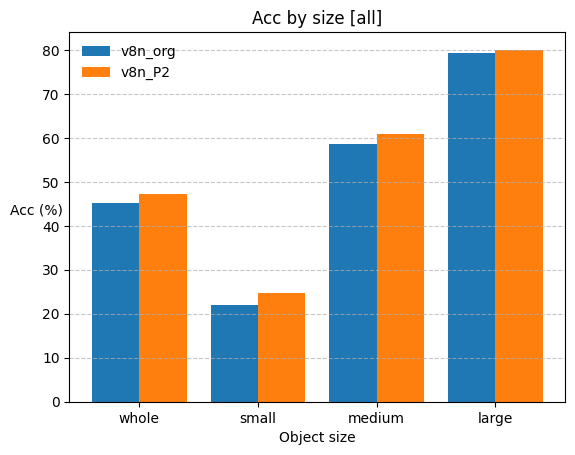 Acc by size [all]
v8n_org
v8n_P2
80
70
60
50
40
30
20
10
0
Acc (%)
whole small medium large
Object size